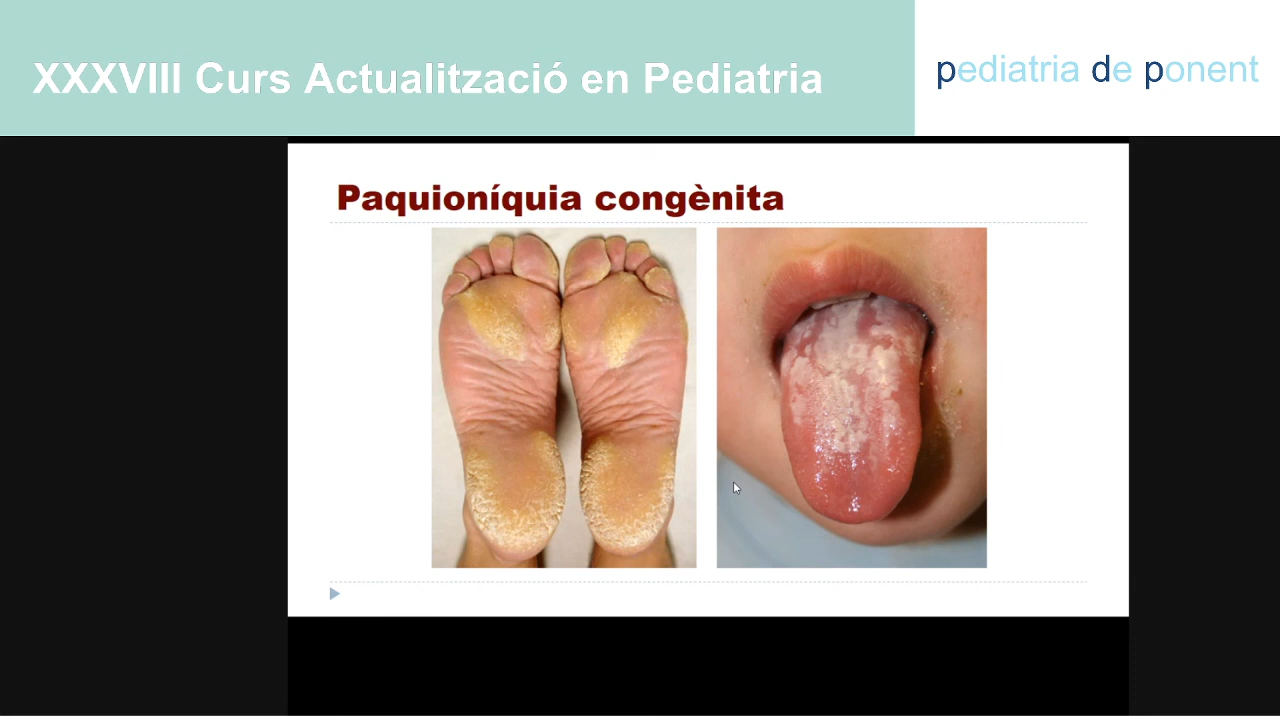 XXXVIII Curs Actualització en Pediatria
pediatria de ponent
Paquioníquia congènita